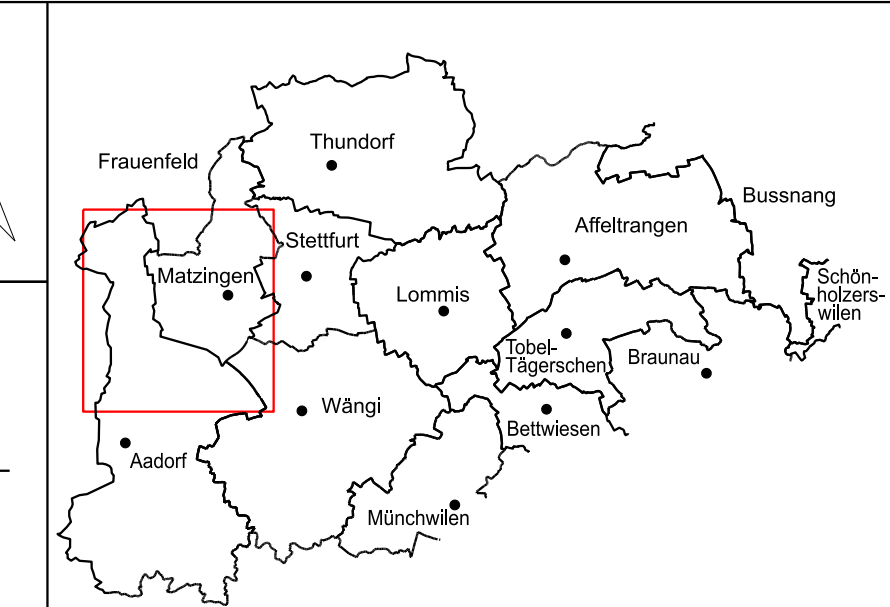 Thundorf
Frauenfeld
Bussnang
Affeltrangen
Stettfurt
Matzingen
Schön-
holzers-
wilen
Lommis
Tobel-
Tägerschen
Braunau
Wängi
Bettwiesen
Aadorf
Münchwilen